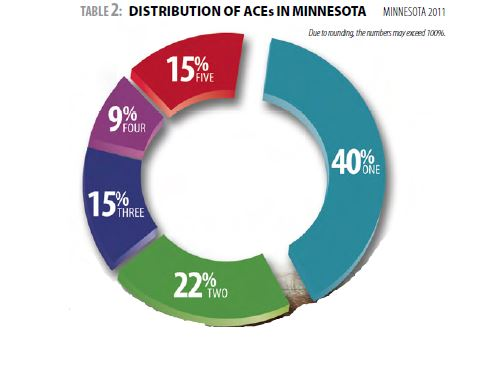 TABLE 2: DISTRIBUTION OF ACEs IN MINNESOTA MINNESOTA 2011
Due to rounding, the numbers may exceed 100%.
15% FIVE
9% FOUR
40% ONE
15% THREE
22% TWO